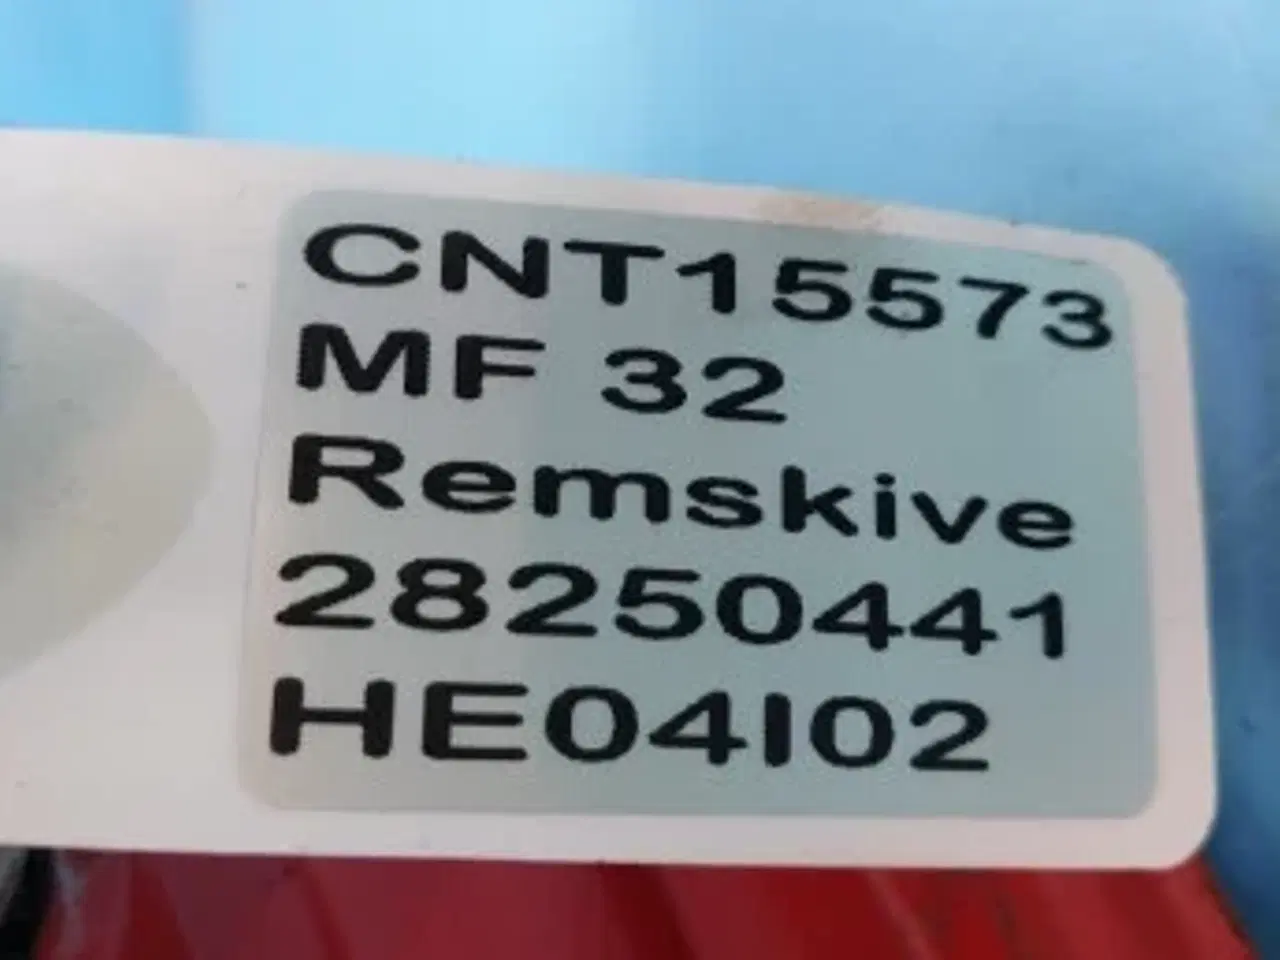 CNT15573
MF 32
Remskive
28250441
HE04I02